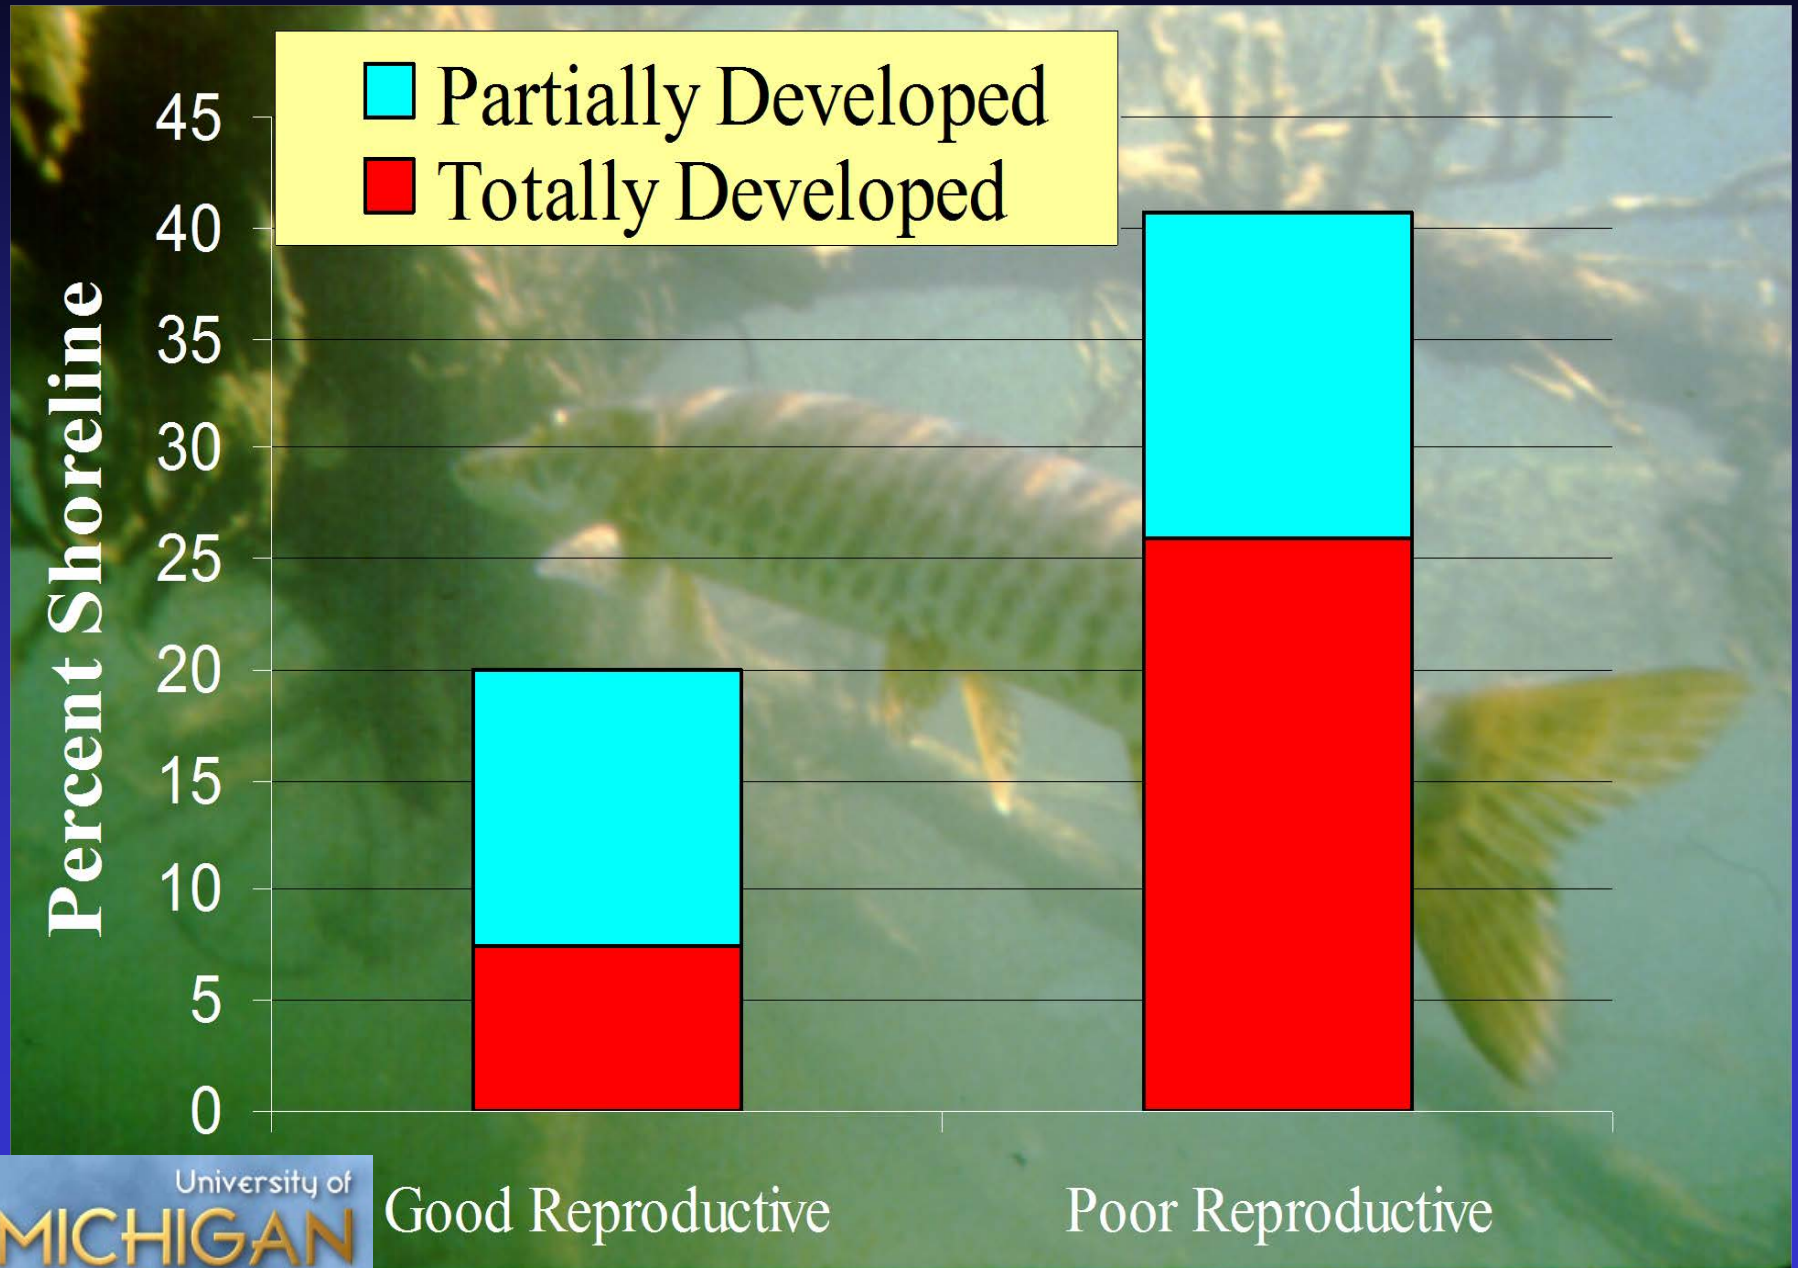 Partially Developed
Totally Developed
45
40
35
30
25
20
15
10
5
0
Percent Shoreline
Good Reproductive
Poor Reproductive
University of
MICHIGAN